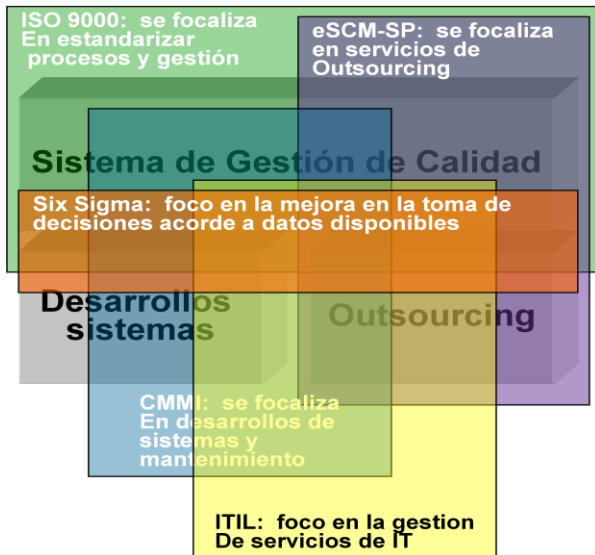 ISO 9000: se focaliza
En estandarizar
procesos y gestión
eSCM-SP: se focaliza
en servicios de
Outsourcing
Sistema de Gestión de Calidad
Six Sigma: foco en la mejora en la toma de
decisiones acorde a datos disponibles
Desarrollos
sistemas
Outsourcing
CMMI: se focaliza
En desarrollos de
sistemas y
mantenimiento
ITIL: foco en la gestion
De servicios de IT